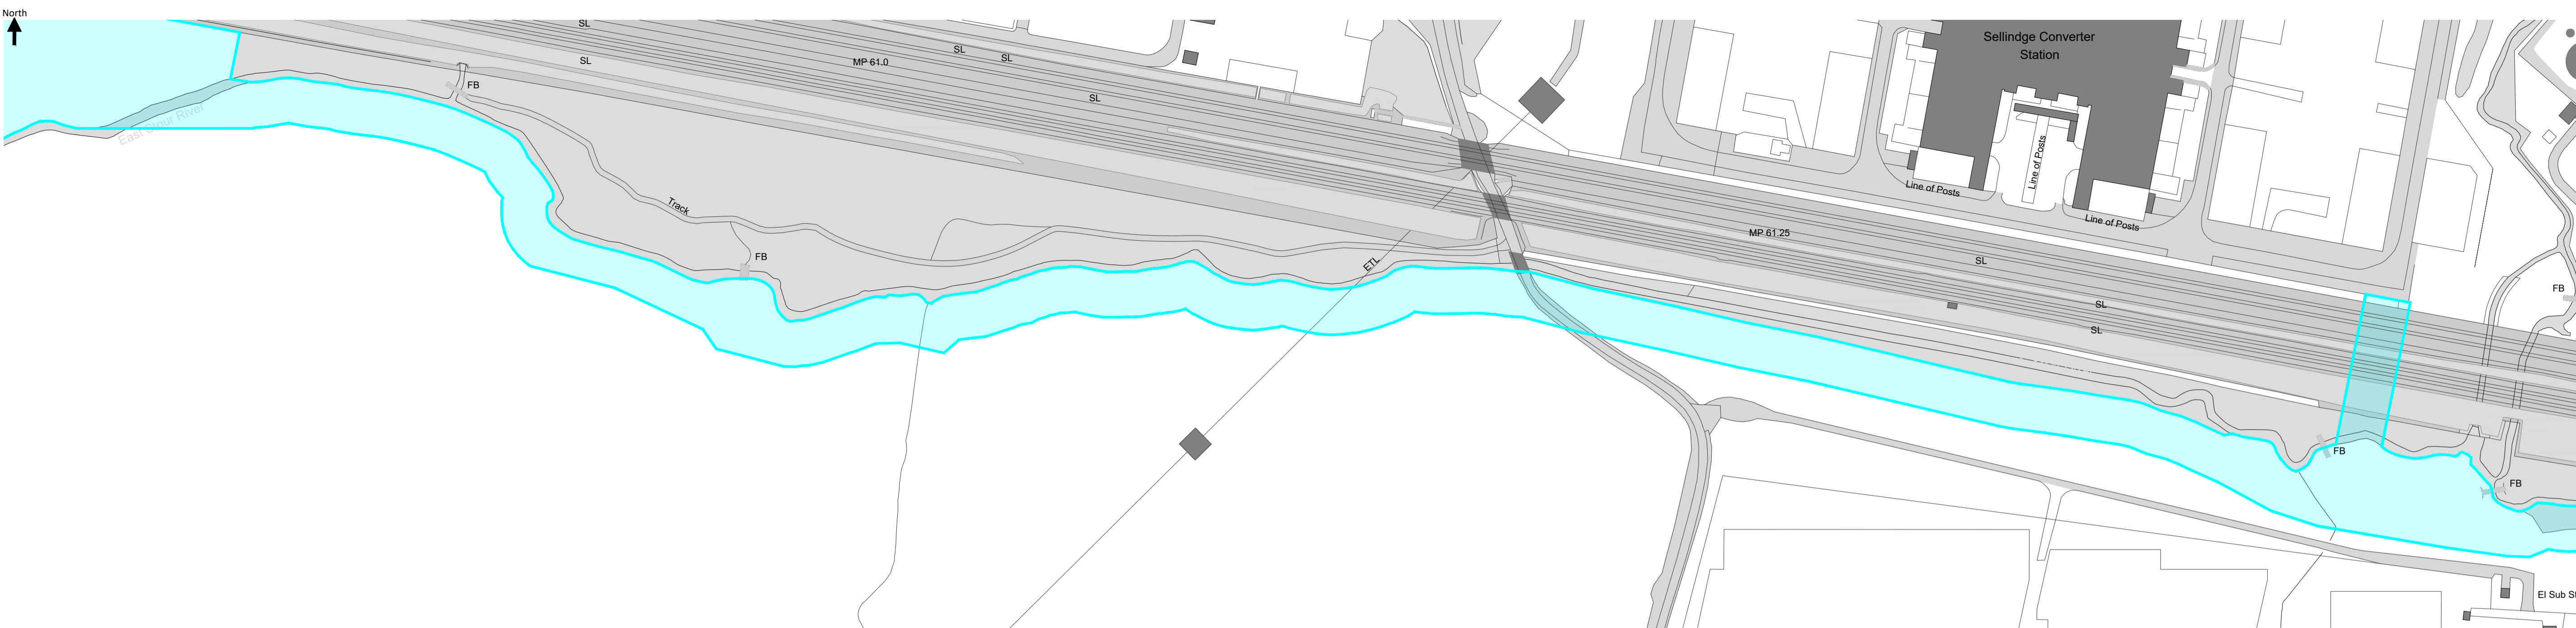 North
SL
SL
SL
SL
MP 61.0
SL
Sellindge Converter
Station
FB
East Stour River
Track
Line of Posts
Line of Posts
Line of Posts
MP 61.25
FB
ETL
SL
FB
SL
SL
FB
FB
El Sub St